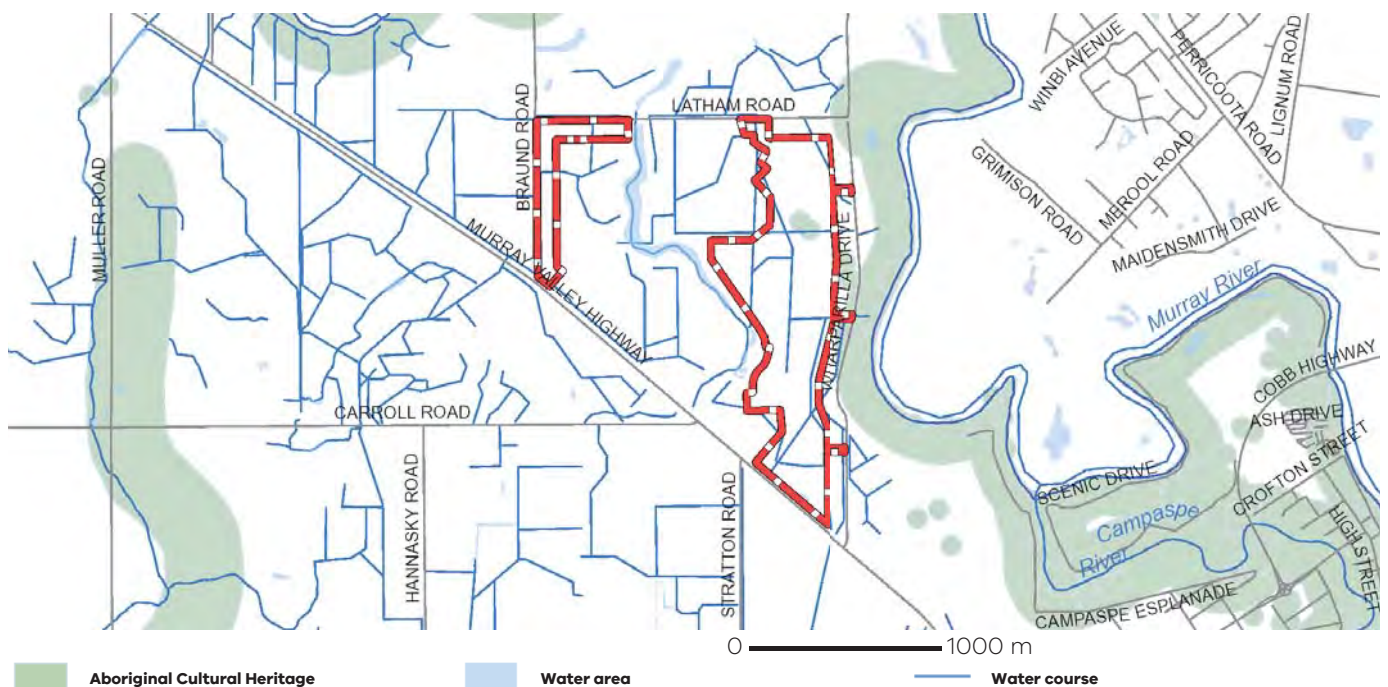 WINBI AVENUE
PERRICOOTA ROAD
LIGNUM ROAD
LATHAM ROAD
BRAUND ROAD
GRIMISON ROAD
MEROOL ROAD
MAIDENSMITH DRIVE
MULLER ROAD
MURRAY VALLEY HIGHWAY
WHARPARILLA DRIVE
Murray River
COBB HIGHWAY
CARROLL ROAD
ASH DRIVE
CROFTON STREET
SCENIC DRIVE
HANNASKY ROAD
STRATTON ROAD
Campaspe
River
HIGH STREET
CAMPASPE ESPLANADE
0 1000 m
Aboriginal Cultural Heritage
Water area
Water course